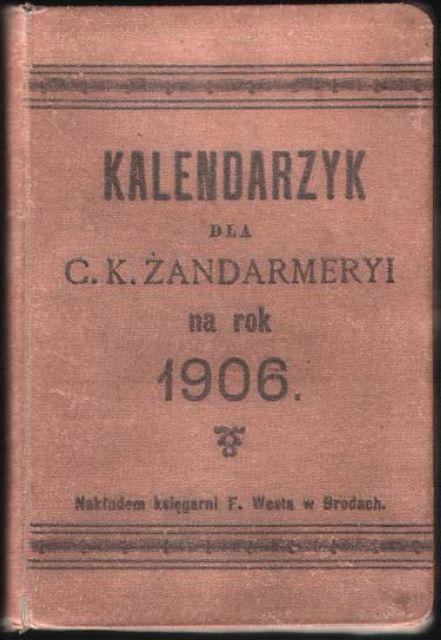 KALENDARZYK
DLA
C. K. ŻANDARMERYI
na rok
1906.
Nakładem księgarni F. Westa w Brodach.